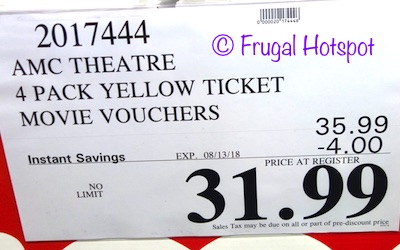 2017444
© Frugal Hotspot
AMC THEATRE
4 PACK YELLOW TICKET
MOVIE VOUCHERS
35.99
Instant Savings EXP. 08/13/18 -4.00
PRICE AT REGISTER
NO
LIMIT
31.99
Sales Tax may be due on all or part of pre-discount price